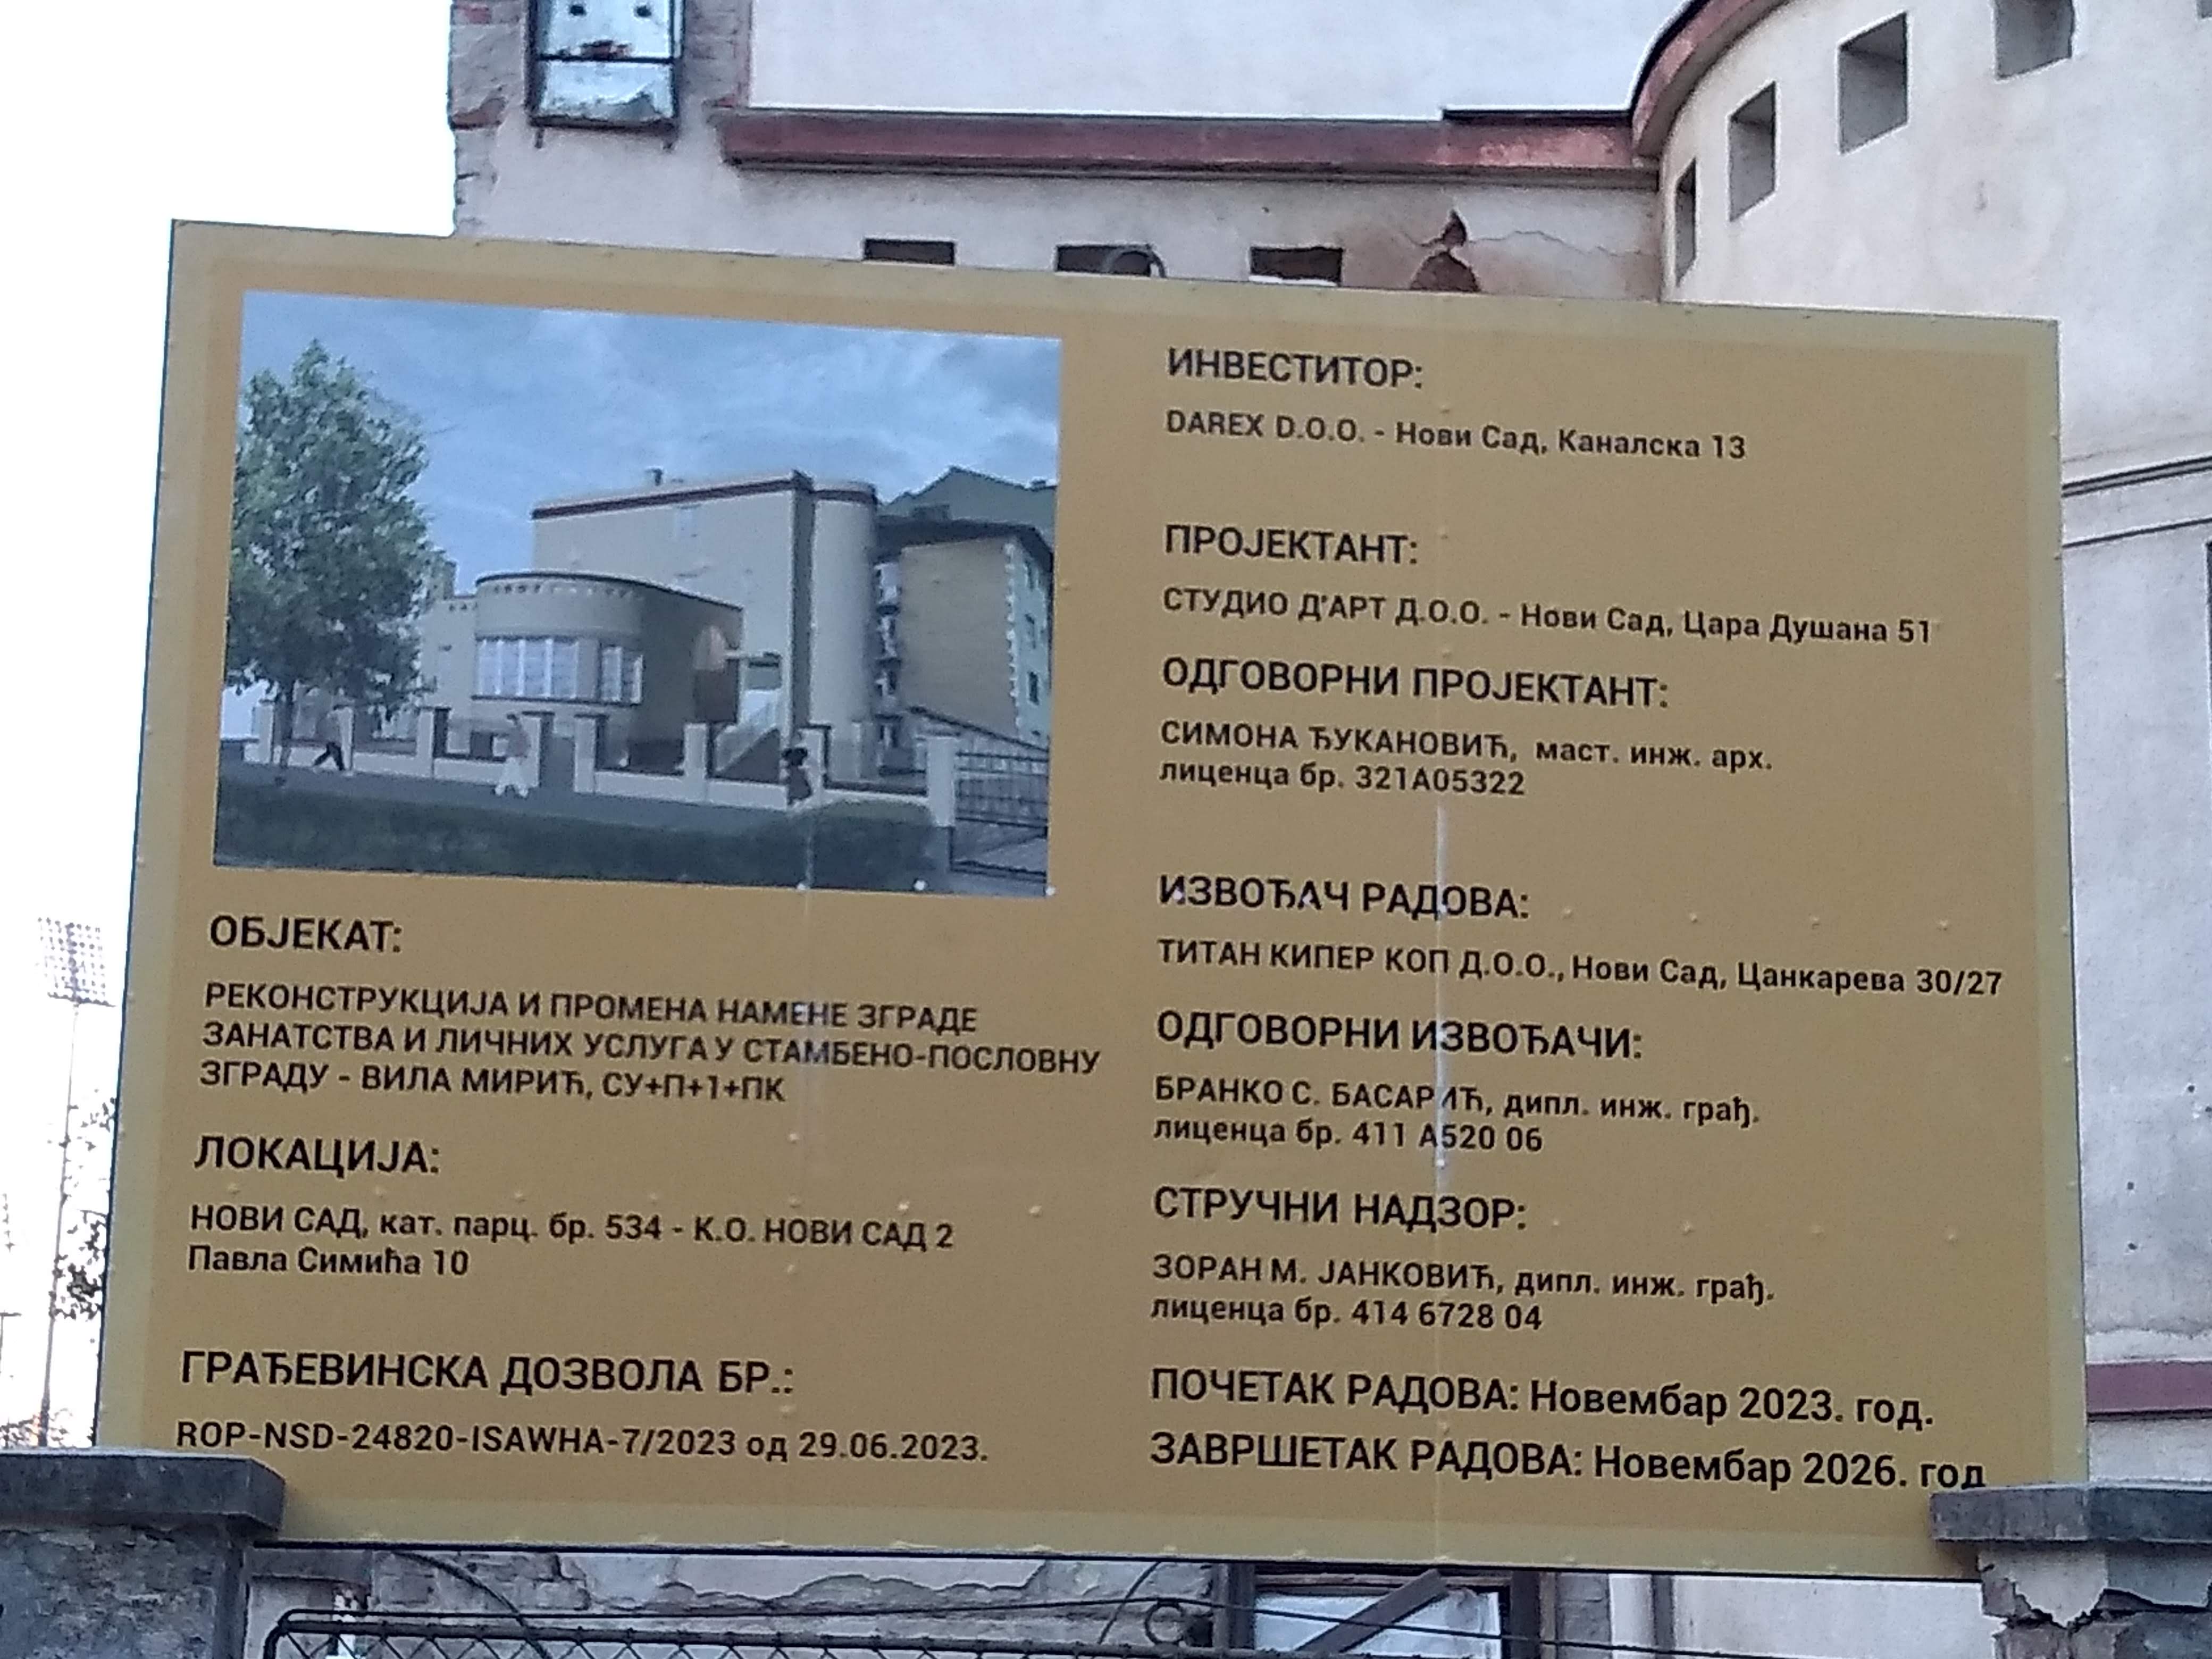 ОБЈЕКАТ:
РЕКОНСТРУКЦИЈА И ПРОМЕНА НАМЕНЕ ЗГРАДЕ
ЗАНАТСТВА И ЛИЧНИХ УСЛУГА У СТАМБЕНО-ПОСЛОВНУ
ЗГРАДУ - ВИЛА МИРИЋ, СУ+П+1+ПК
ЛОКАЦИЈА:
НОВИ САД, кат. парц. бр. 534 - К.О. НОВИ САД 2
Павла Симића 10
ГРАЂЕВИНСКА ДОЗВОЛА БР.:
ROP-NSD-24820-ISAWHA-7/2023 од 29.06.2023.
ИНВЕСТИТОР:
DAREX D.O.O. - Нови Сад, Каналска 13
ПРОЈЕКТАНТ:
СТУДИО Д'АРТ Д.О.О. - Нови Сад, Цара Душана 51
ОДГОВОРНИ ПРОЈЕКТАНТ:
СИМОНА ЂУКАНОВИЋ, маст. инж. арх.
лиценца бр. 321А05322
ИЗВОЂАЧ РАДОВА:
ТИТАН КИПЕР КОП Д.О.О., Нови Сад, Цанкарева 30/27
ОДГОВОРНИ ИЗВОЂАЧИ:
БРАНКО С. БАСАРИЋ, дипл. инж. грађ.
лиценца бр. 411 А520 06
СТРУЧНИ НАДЗОР:
ЗОРАН М. ЈАНКОВИЋ, дипл. инж. грађ.
лиценца бр. 414 6728 04
ПОЧЕТАК РАДОВА: Новембар 2023. год.
ЗАВРШЕТАК РАДОВА: Новембар 2026. год